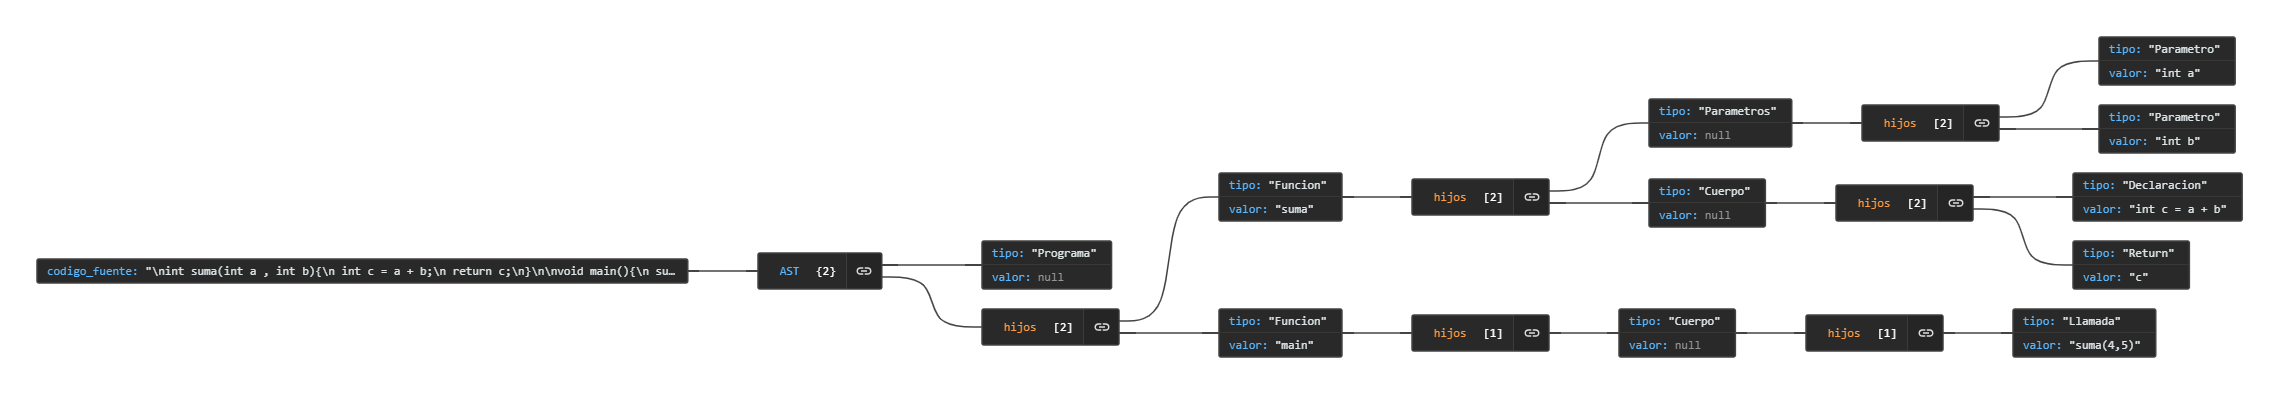 codigo_fuente: "\nint suma(int a , int b){\n int c = a + b;\n return c;\n}\n\nvoid main(){\n su…
AST {2}
tipo: "Programa"
valor: null
hijos [2]
tipo: "Funcion"
valor: "suma"
hijos [2]
tipo: "Parametros"
valor: null
hijos [2]
tipo: "Parametro"
valor: "int a"
tipo: "Parametro"
valor: "int b"
tipo: "Cuerpo"
valor: null
hijos [2]
tipo: "Declaracion"
valor: "int c = a + b"
tipo: "Return"
valor: "c"
tipo: "Funcion"
valor: "main"
hijos [1]
tipo: "Cuerpo"
valor: null
hijos [1]
tipo: "Llamada"
valor: "suma(4,5)"